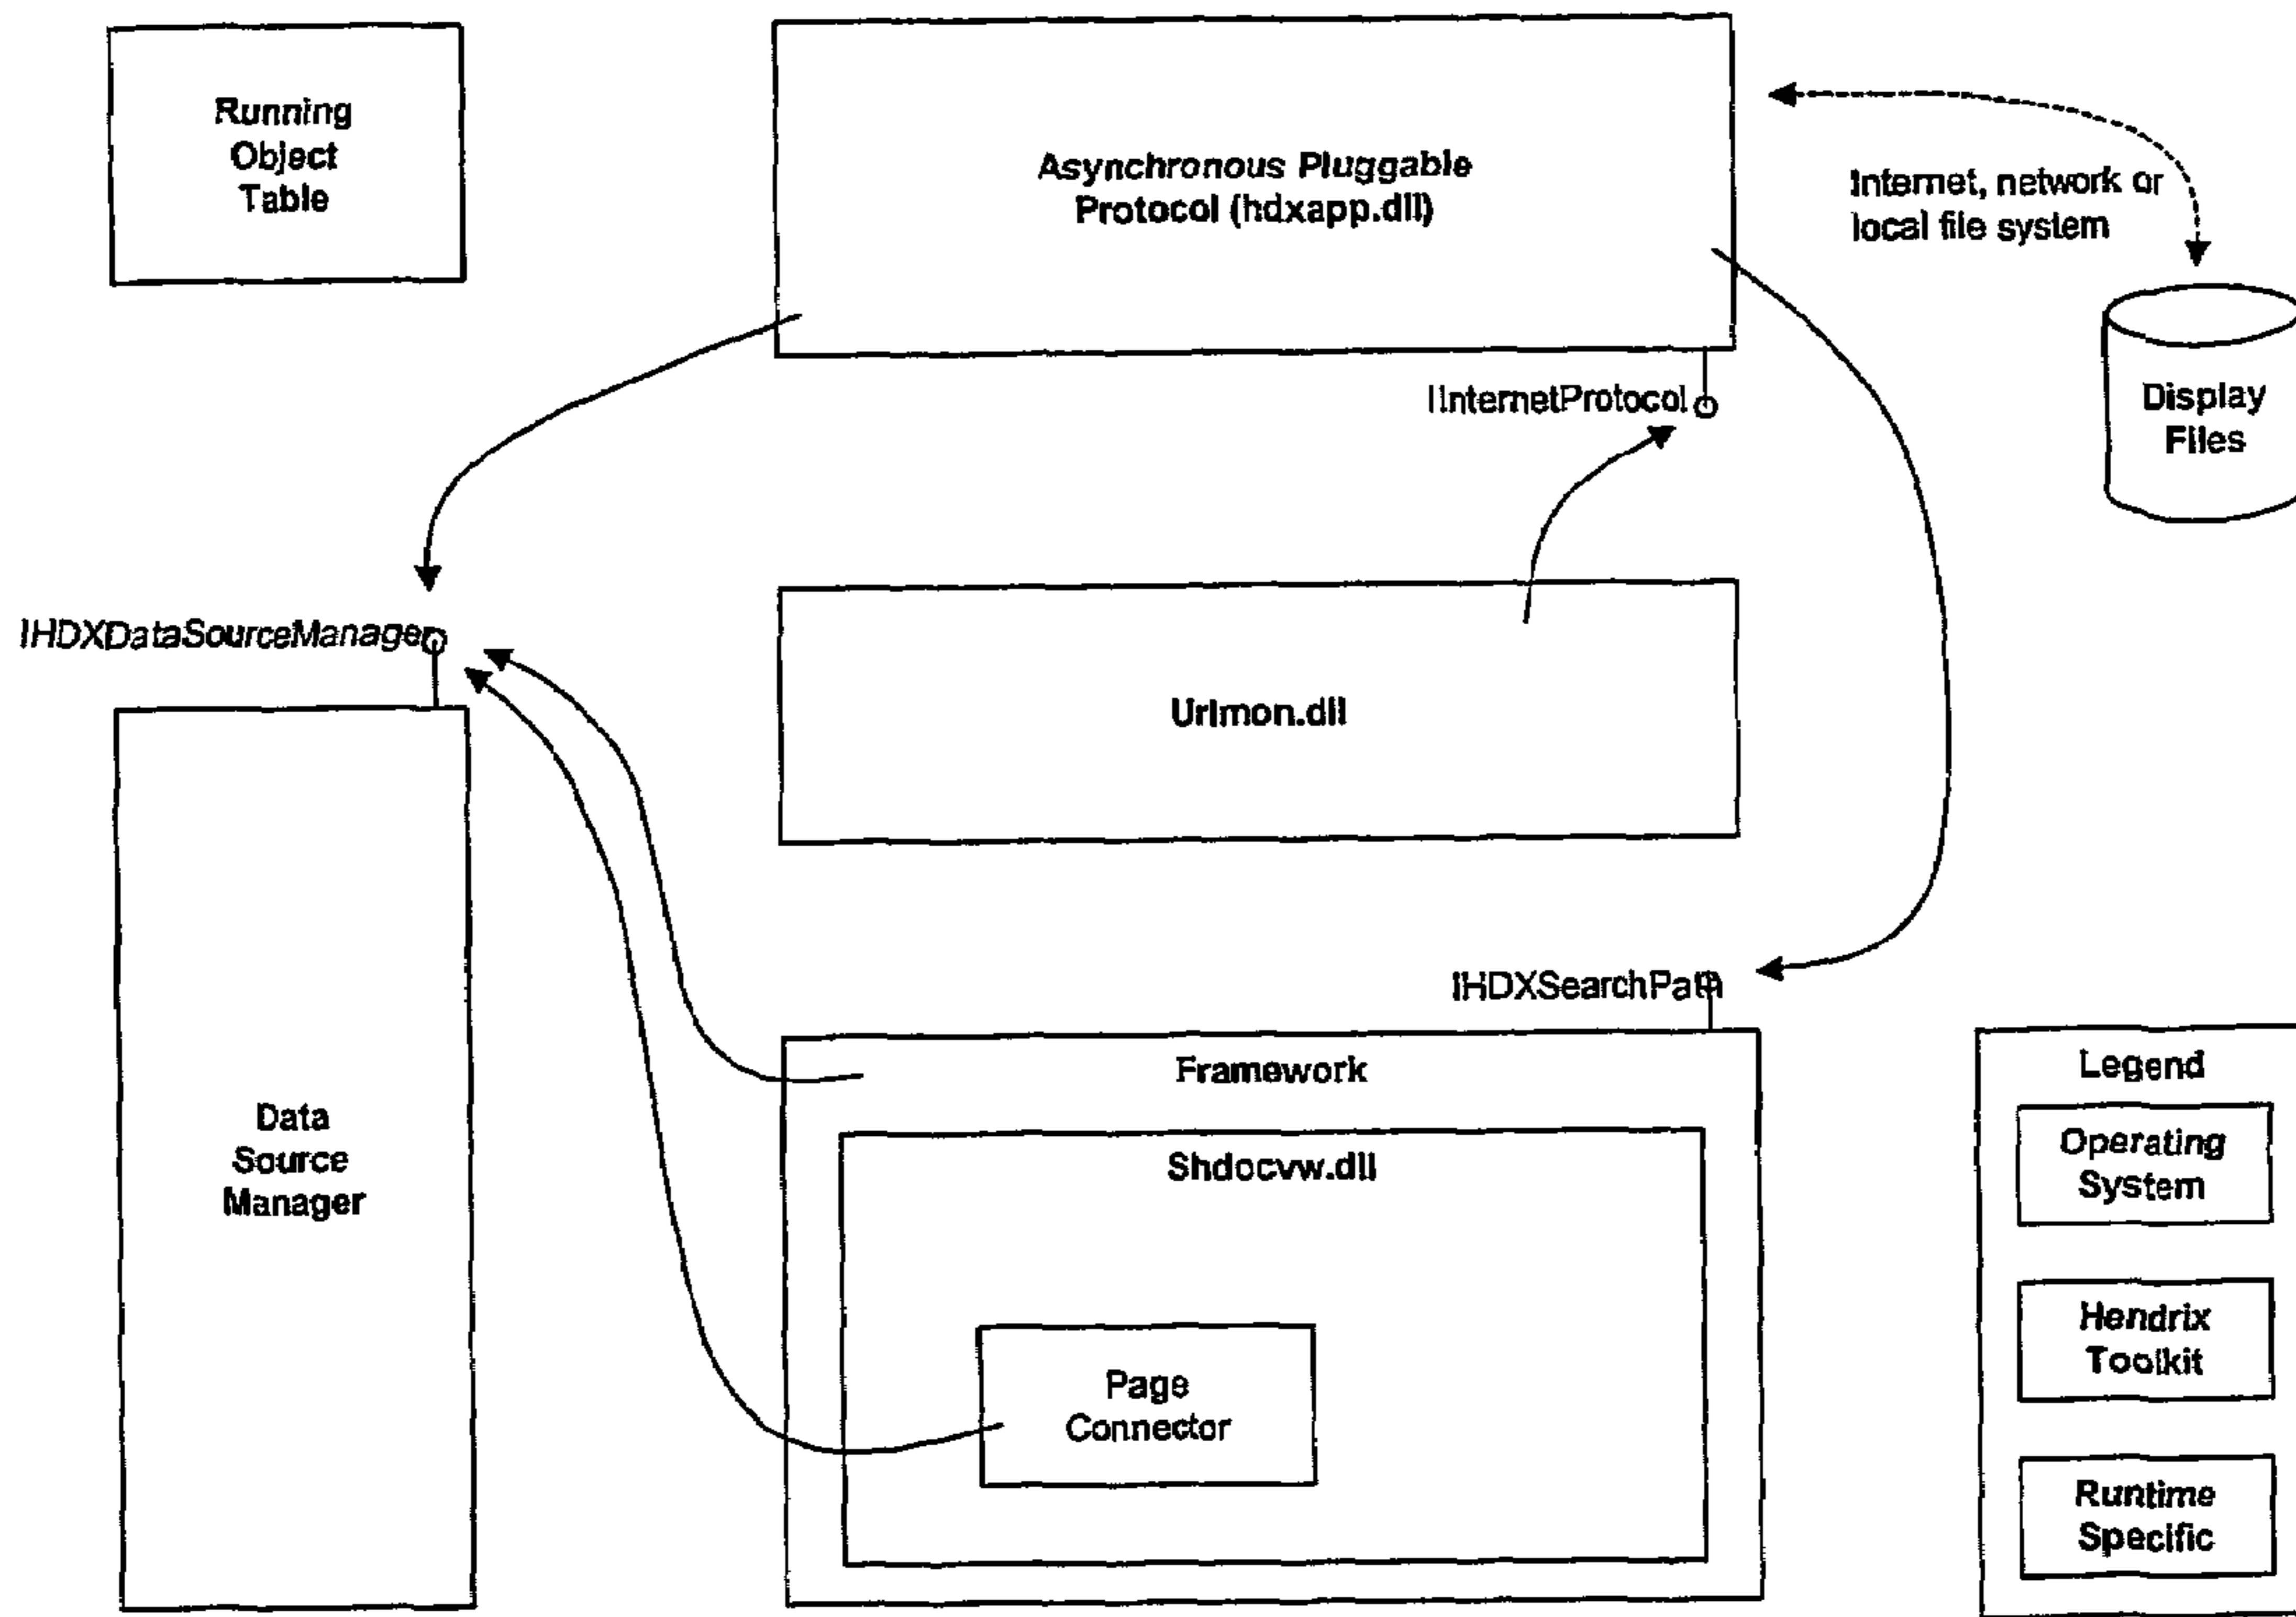 Running
Object
Table
Asynchronous Pluggable
Protocol (hdxapp.dll)
Internet, network or
local file system
IInternetProtocol
Display
Files
IHDXDataSourceManager
Urlmon.dll
IHDXSearchPath
Framework
Shdocvw.dll
Data
Source
Manager
Page
Connector
Legend
Operating
System
Hendrix
Toolkit
Runtime
Specific